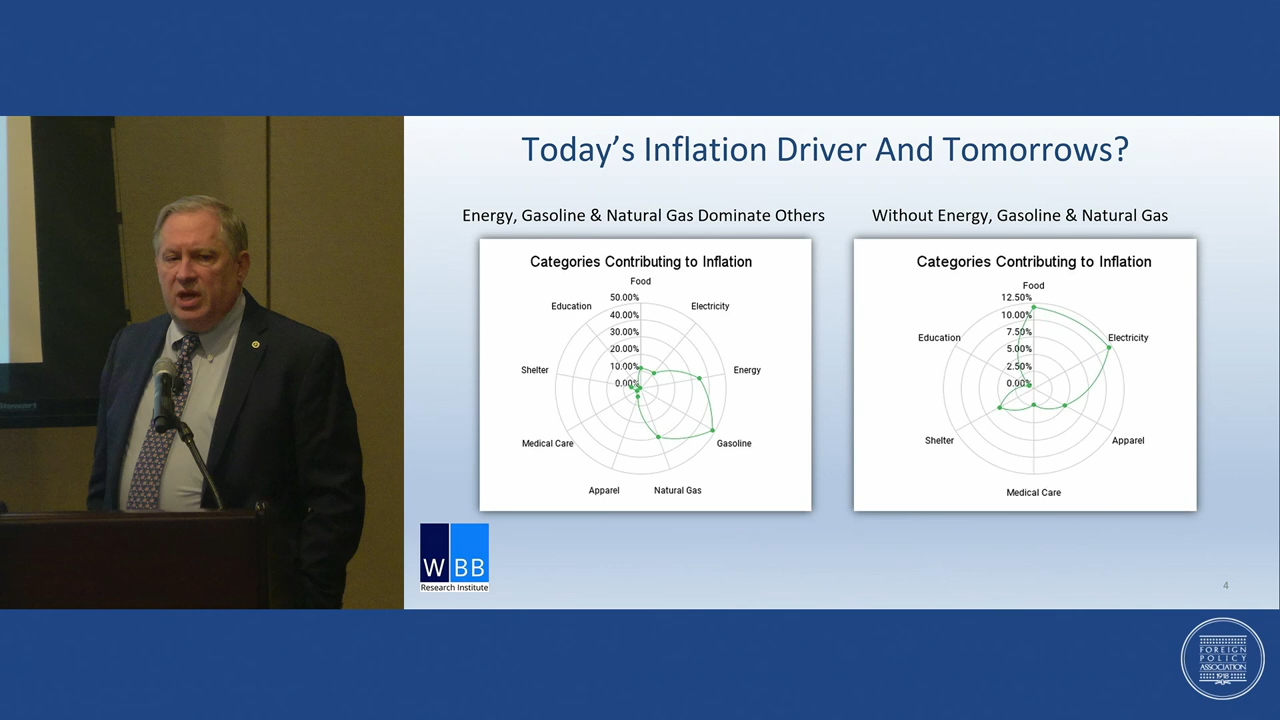 Today's Inflation Driver And Tomorrows?
Energy, Gasoline & Natural Gas Dominate Others
Categories Contributing to Inflation
Food
50.00%
Education
Electricity
40.00%
30.00%
20.00%
Shelter
10.00%
Energy
0.00%
Medical Care
Gasoline
Apparel
Natural Gas
Without Energy, Gasoline & Natural Gas
Categories Contributing to Inflation
Food
12.50%
10.00%
7.50%
Education
Electricity
5.00%
2.50%
0.00%
Shelter
Apparel
Medical Care
W BB
Research Institute
4
FOREIGN
POLICY
ASSOCIATION
1918